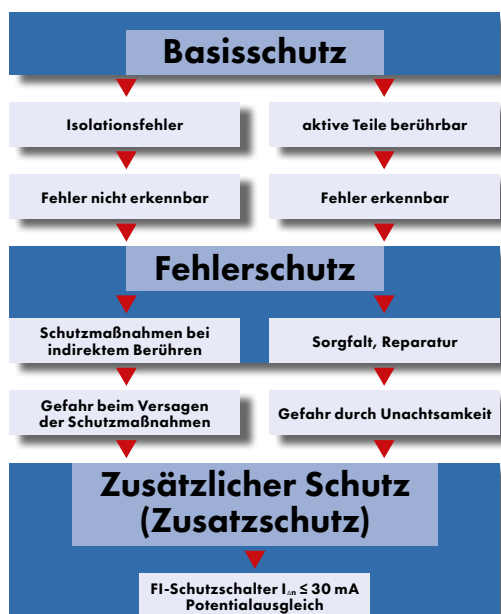 Basisschutz
Isolationsfehler
aktive Teile berührbar
Fehler nicht erkennbar
Fehler erkennbar
Fehlerschutz
Schutzmaßnahmen bei
indirektem Berühren
Sorgfalt, Reparatur
Gefahr beim Versagen
der Schutzmaßnahmen
Gefahr durch Unachtsamkeit
Zusätzlicher Schutz
(Zusatzschutz)
FI-Schutzschalter IΔn ≤ 30 mA
Potentialausgleich